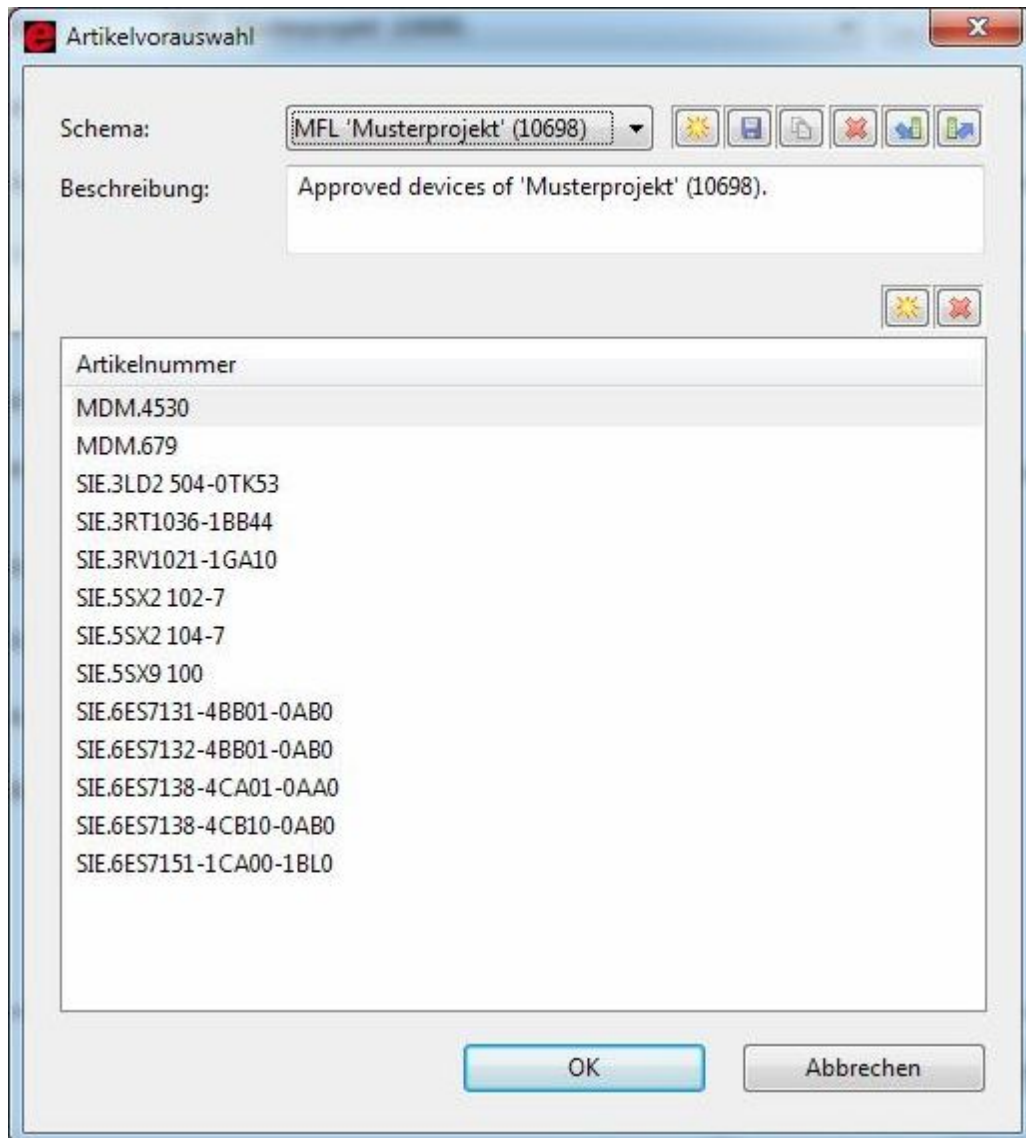 Artikelvorauswahl
Schema:
MFL 'Musterprojekt' (10698)
Beschreibung:
Approved devices of 'Musterprojekt' (10698).
Artikelnummer
MDM.4530
MDM.679
SIE.3LD2 504-0TK53
SIE.3RT1036-1BB44
SIE.3RV1021-1GA10
SIE.5SX2 102-7
SIE.5SX2 104-7
SIE.5SX9 100
SIE.6ES7131-4BB01-0AB0
SIE.6ES7132-4BB01-0AB0
SIE.6ES7138-4CA01-0AA0
SIE.6ES7138-4CB10-0AB0
SIE.6ES7151-1CA00-1BL0
OK
Abbrechen